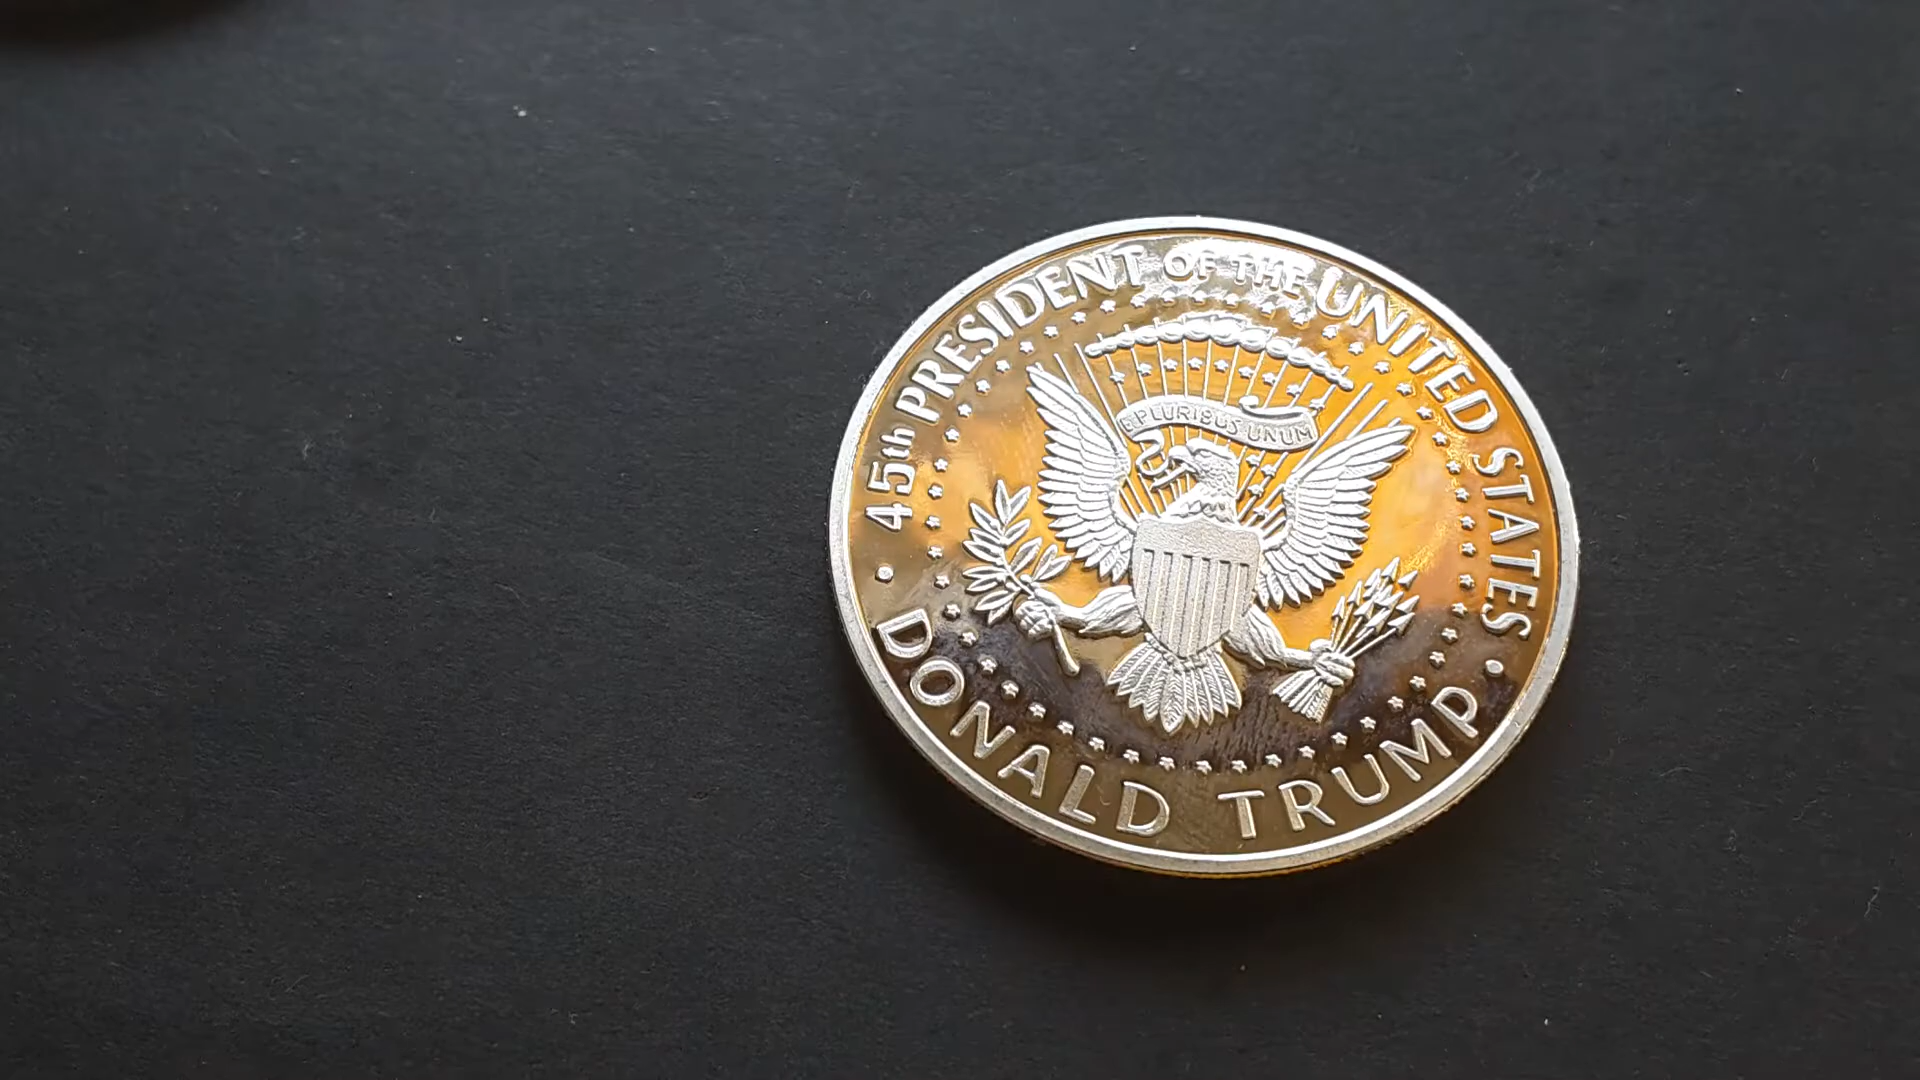 45th PRESIDENT OF THE UNITED STATES
E PLURIBUS UNUM
DONALD TRUMP